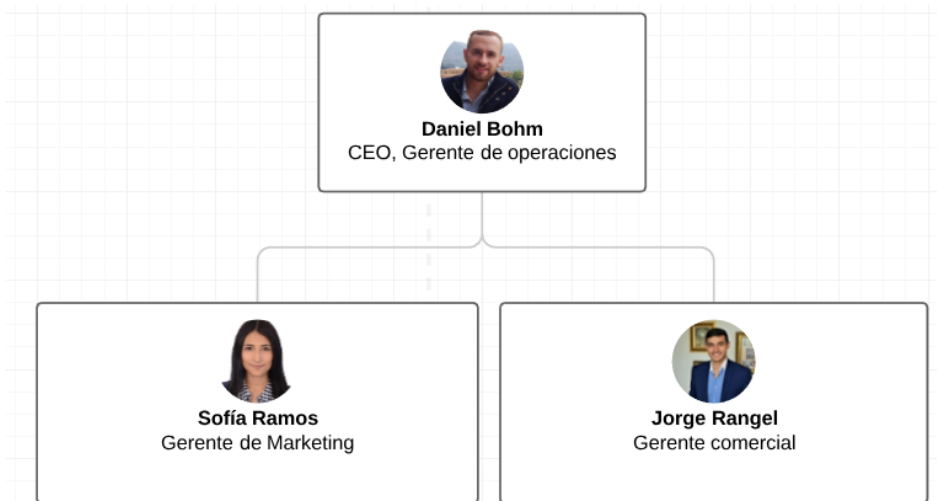 Daniel Bohm
CEO, Gerente de operaciones
Sofía Ramos
Gerente de Marketing
Jorge Rangel
Gerente comercial